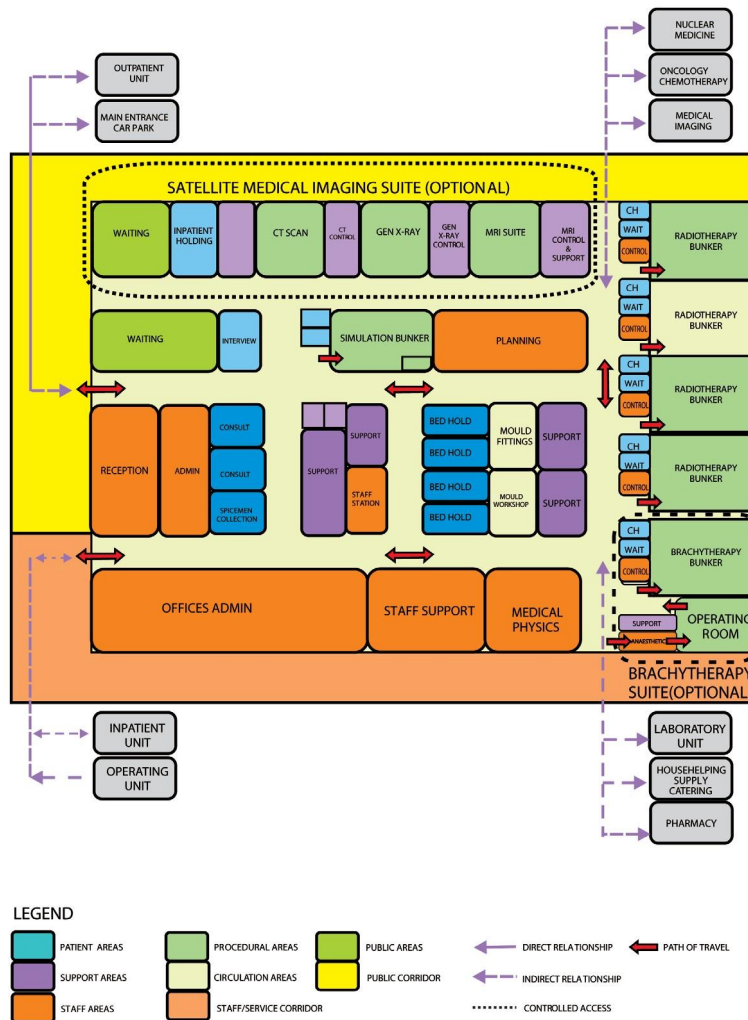 NUCLEAR
MEDICINE
OUTPATIENT
UNIT
ONCOLOGY
CHEMOTHERAPY
MAIN ENTRANCE
CAR PARK
MEDICAL
IMAGING
SATELLITE MEDICAL IMAGING SUITE (OPTIONAL)
WAITING
INPATIENT
HOLDING
CT SCAN
CT
CONTROL
GEN X-RAY
GEN
X-RAY
CONTROL
MRI SUITE
MRI
CONTROL
&
SUPPORT
CH
WAIT
CONTROL
RADIOTHERAPY
BUNKER
CH
WAIT
CONTROL
RADIOTHERAPY
BUNKER
WAITING
INTERVIEW
SIMULATION BUNKER
PLANNING
CH
WAIT
CONTROL
RADIOTHERAPY
BUNKER
RECEPTION
ADMIN
CONSULT
CONSULT
SPICEMEN
COLLECTION
SUPPORT
SUPPORT
STAFF
STATION
BED HOLD
BED HOLD
BED HOLD
BED HOLD
MOULD
FITTINGS
MOULD
WORKSHOP
SUPPORT
SUPPORT
CH
WAIT
CONTROL
RADIOTHERAPY
BUNKER
CH
WAIT
CONTROL
BRACHYTHERAPY
BUNKER
OFFICES ADMIN
STAFF SUPPORT
MEDICAL
PHYSICS
SUPPORT
ANAESTHETIC
OPERATING
ROOM
BRACHYTHERAPY
SUITE(OPTIONAL
INPATIENT
UNIT
OPERATING
UNIT
LABORATORY
UNIT
HOUSEHELPING
SUPPLY
CATERING
PHARMACY
LEGEND
PATIENT AREAS
PROCEDURAL AREAS
PUBLIC AREAS
DIRECT RELATIONSHIP
PATH OF TRAVEL
SUPPORT AREAS
CIRCULATION AREAS
PUBLIC CORRIDOR
INDIRECT RELATIONSHIP
STAFF AREAS
STAFF/SERVICE CORRIDOR
CONTROLLED ACCESS